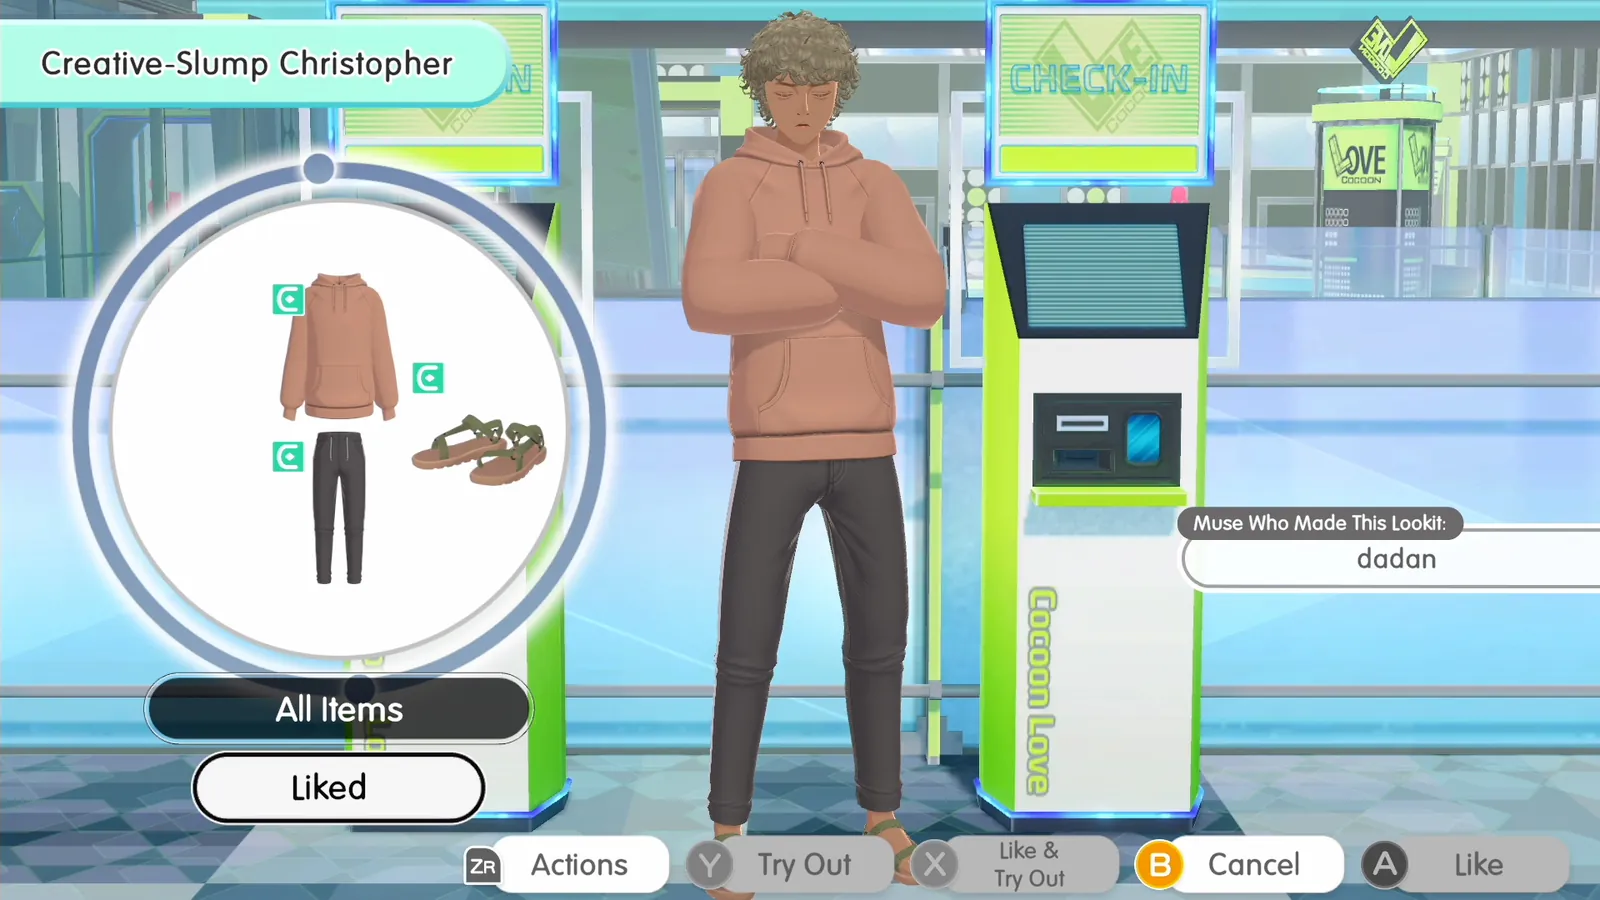 Creative-Slump Christopher
CHECK-IN
LOVE
COCOON
Muse Who Made This Lookit:
dadan
Cocoon Love
All Items
Liked
ZR Actions
Y Try Out
X Like &
Try Out
B Cancel
A Like